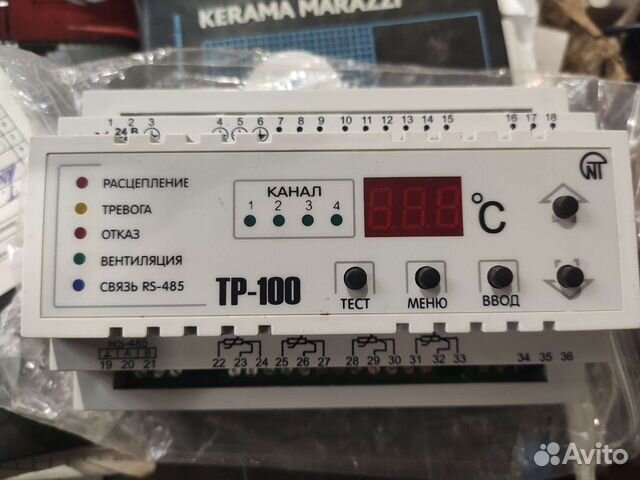 KERAMA MARAZZI
1 2 3 4 5 6 7 8 9 10 11 12 13 14 15 16 17 18
24 В
NT
РАСЦЕПЛЕНИЕ
ТРЕВОГА
ОТКАЗ
ВЕНТИЛЯЦИЯ
СВЯЗЬ RS-485
КАНАЛ
1 2 3 4
°C
ТР-100
ТЕСТ
МЕНЮ
ВВОД
RS-485
A B
19 20 21 22 23 24 25 26 27 28 29 30 31 32 33 34 35 36
Avito